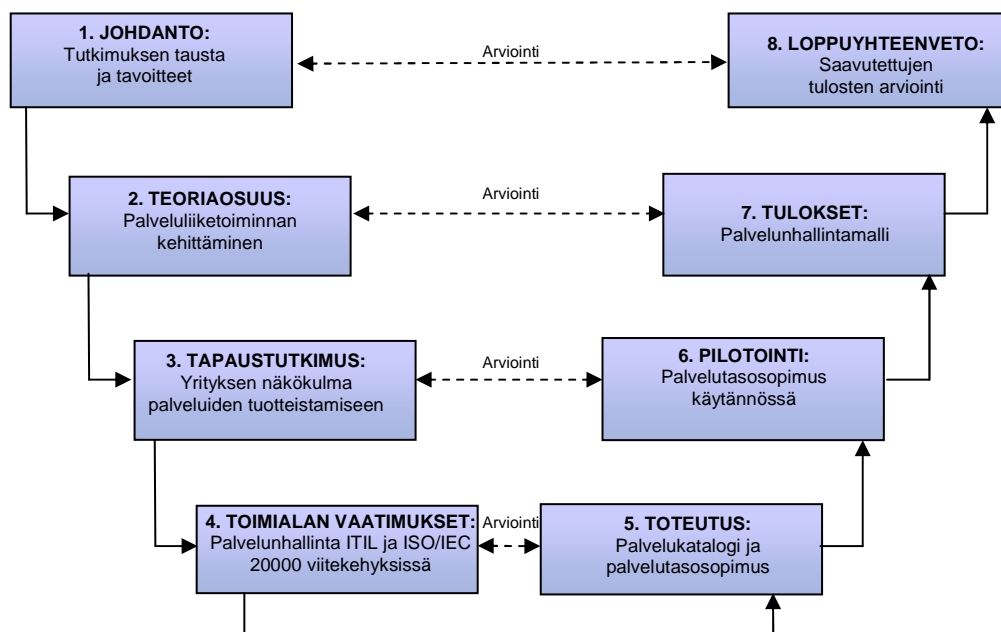 1. JOHDANTO:
Tutkimuksen tausta
ja tavoitteet
Arviointi
8. LOPPUYHTEENVETO:
Saavutettujen
tulosten arviointi
2. TEORIAOSUUS:
Palveluliiketoiminnan
kehittäminen
Arviointi
7. TULOKSET:
Palvelunhallintamalli
3. TAPAUSTUTKIMUS:
Yrityksen näkökulma
palveluiden tuotteistamiseen
Arviointi
6. PILOTOINTI:
Palvelutasosopimus
käytännössä
4. TOIMIALAN VAATIMUKSET:
Palvelunhallinta ITIL ja ISO/IEC
20000 viitekehyksissä
Arviointi
5. TOTEUTUS:
Palvelukatalogi ja
palvelutasosopimus